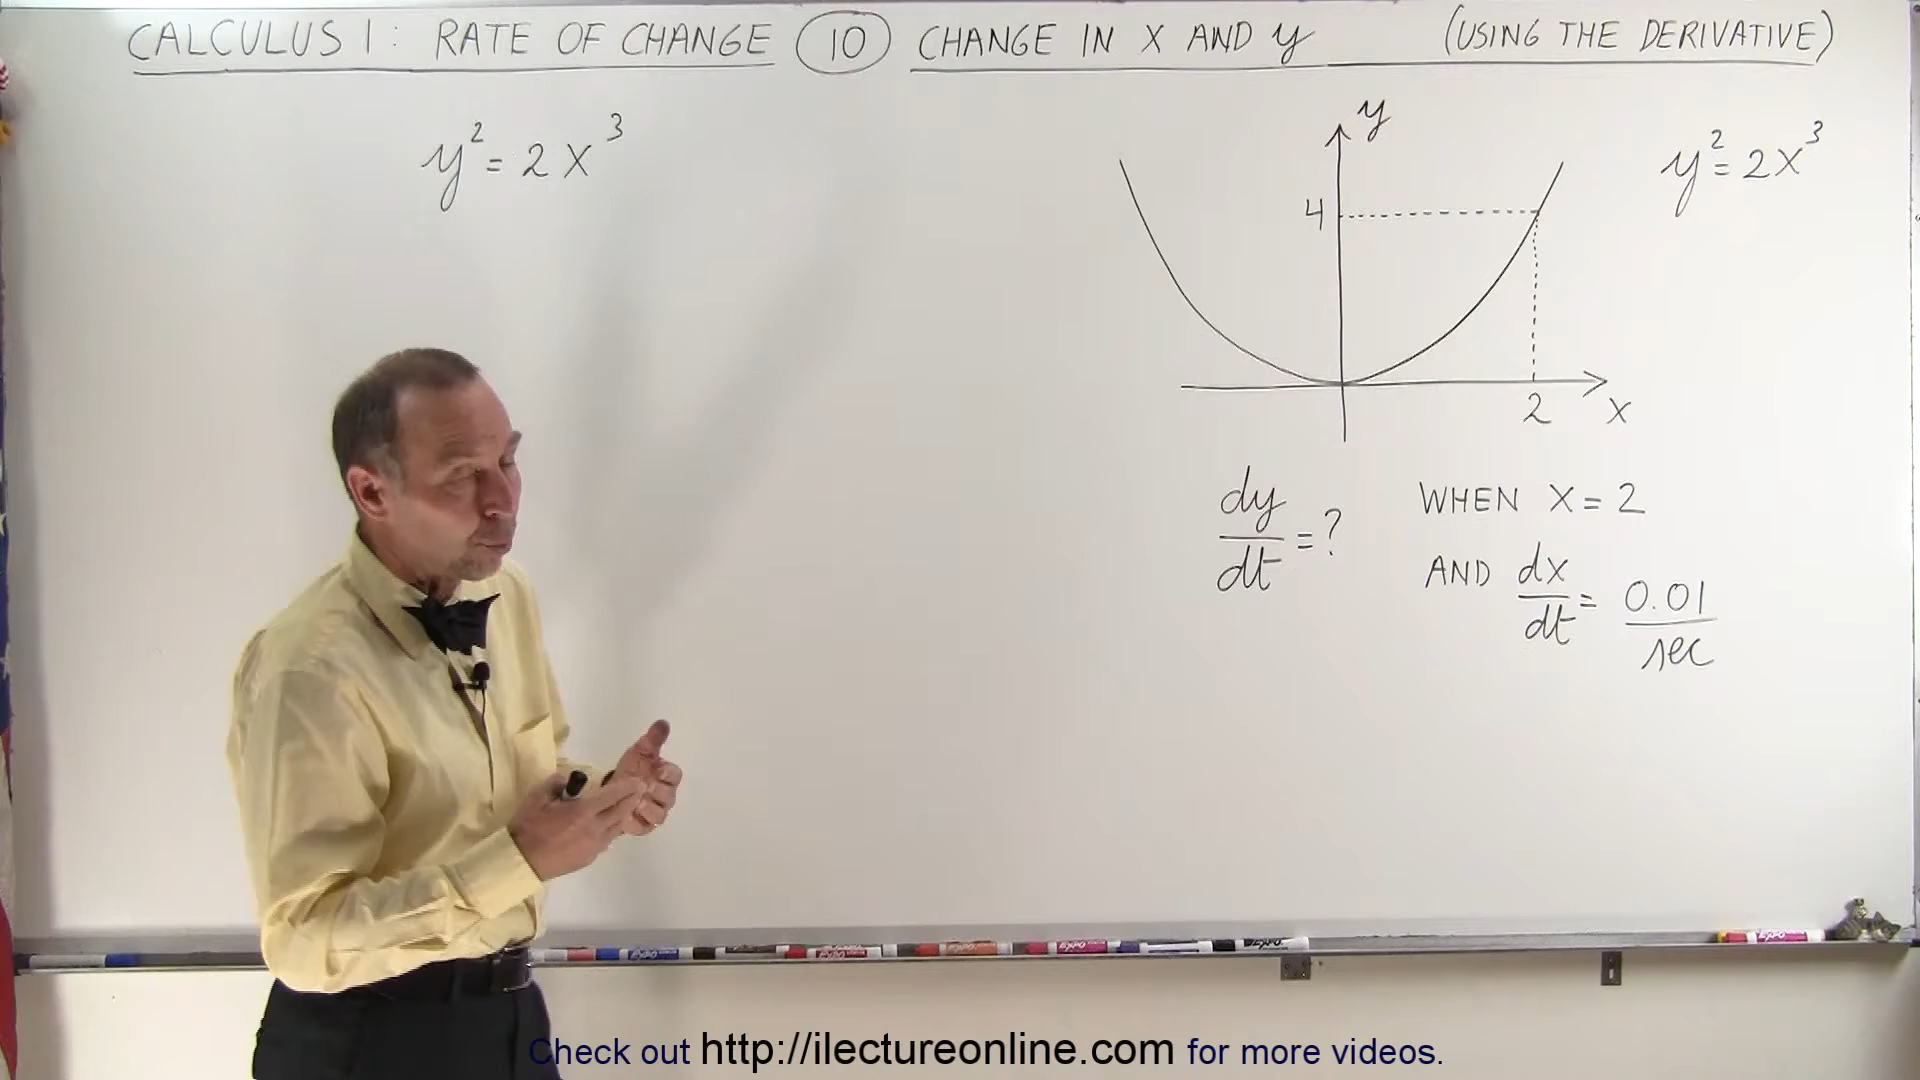 CALCULUS 1: RATE OF CHANGE 10 CHANGE IN X AND y (USING THE DERIVATIVE)
y² = 2x³
y
y² = 2x³
4
2
x
dy/dt = ? WHEN X = 2
AND dx/dt = 0.01/sec
Check out http://ilectureonline.com for more videos.